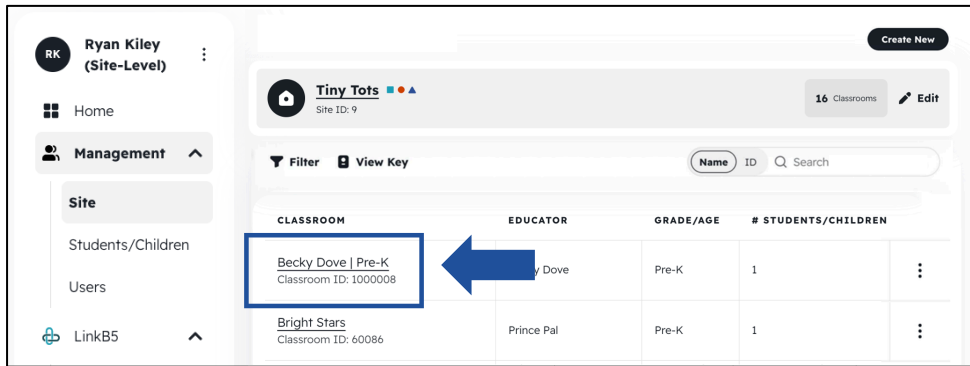 RK
Ryan Kiley
(Site-Level)
Home
Management
Site
Students/Children
Users
LinkB5
Create New
Tiny Tots
Site ID: 9
16 Classrooms
Edit
Filter View Key
Name ID Search
CLASSROOM EDUCATOR GRADE/AGE # STUDENTS/CHILDREN
Becky Dove | Pre-K
Classroom ID: 1000008
Dove Pre-K 1
Bright Stars
Classroom ID: 60086
Prince Pal Pre-K 1